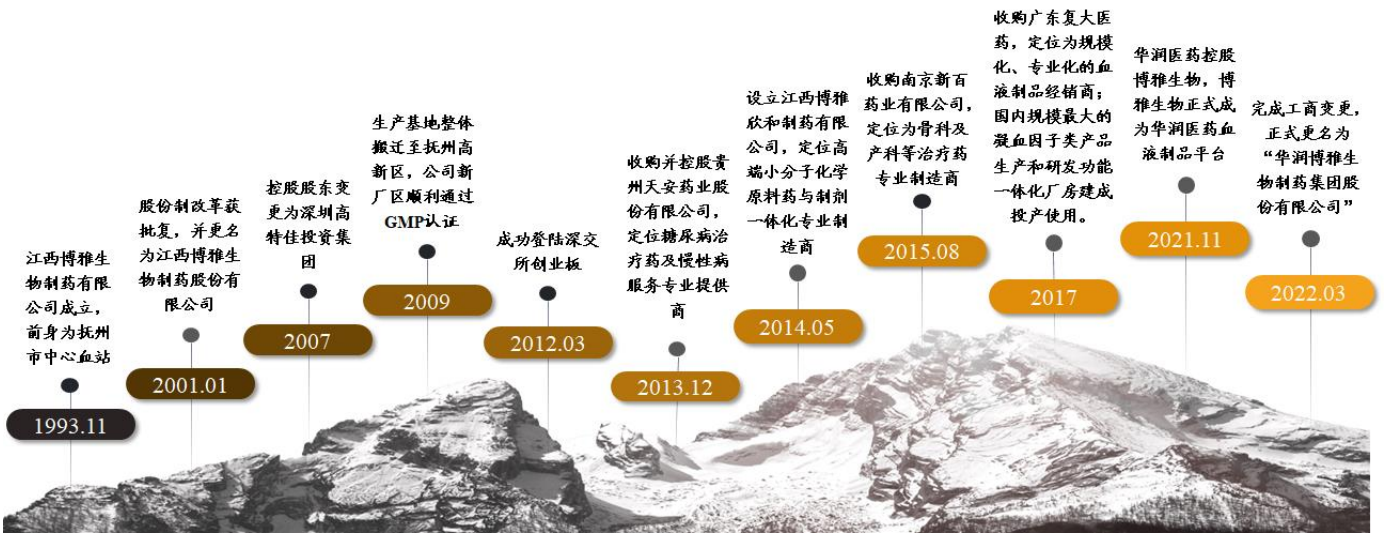 江西博雅生
物制药有限
公司成立，
前身为抚州
市中心血站
1993.11
股份制改革获
批复，并更名
为江西博雅生
物制药股份有
限公司
2001.01
控股股东变
更为深圳高
特佳投资集
团
2007
生产基地整体
搬迁至抚州高
新区，公司新
厂区顺利通过
GMP认证
2009
成功登陆深交
所创业板
2012.03
收购并控股贵
州天安药业股
份有限公司，
定位糖尿病治
疗药及慢性病
服务专业提供
商
2013.12
设立江西博雅
欣和制药有限
公司，定位高
端小分子化学
原料药与制剂
一体化专业制
造商
2014.05
收购南京新百
药业有限公司，
定位为骨科及
产科等治疗药
专业制造商
2015.08
收购广东复大医
药，定位为规模
化、专业化的血
液制品经销商；
国内规模最大的
凝血因子类产品
生产和研发功能
一体化厂房建成
投产使用。
2017
华润医药控股
博雅生物，博
雅生物正式成
为华润医药血
液制品平台
2021.11
完成工商变更，
正式更名为
“华润博雅生
物制药集团股
份有限公司”
2022.03